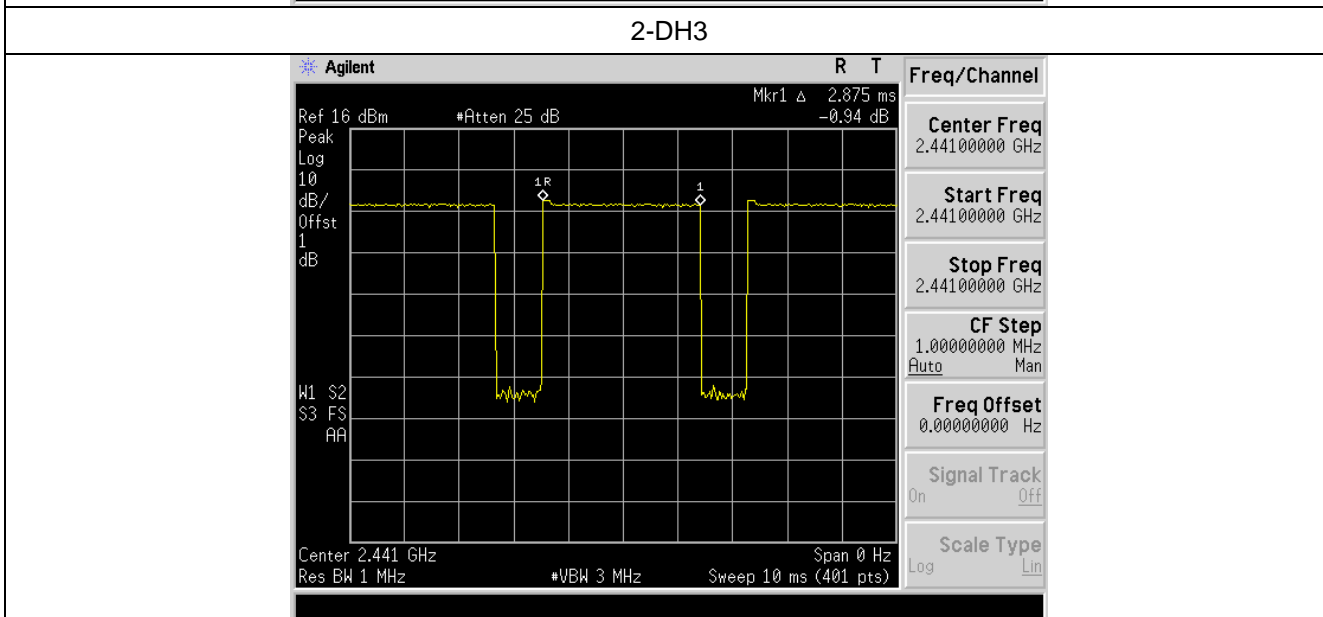 2-DH3
Agilent R T
Mkr1 Δ 2.875 ms
Ref 16 dBm #Atten 25 dB -0.94 dB
Peak
Log
10
dB/
Offst
1
dB
1R
1
W1 S2
S3 FS
AA
Center 2.441 GHz Span 0 Hz
Res BW 1 MHz #VBW 3 MHz Sweep 10 ms (401 pts)
Freq/Channel
Center Freq
2.44100000 GHz
Start Freq
2.44100000 GHz
Stop Freq
2.44100000 GHz
CF Step
1.00000000 MHz
Auto Man
Freq Offset
0.00000000 Hz
Signal Track
On Off
Scale Type
Log Lin